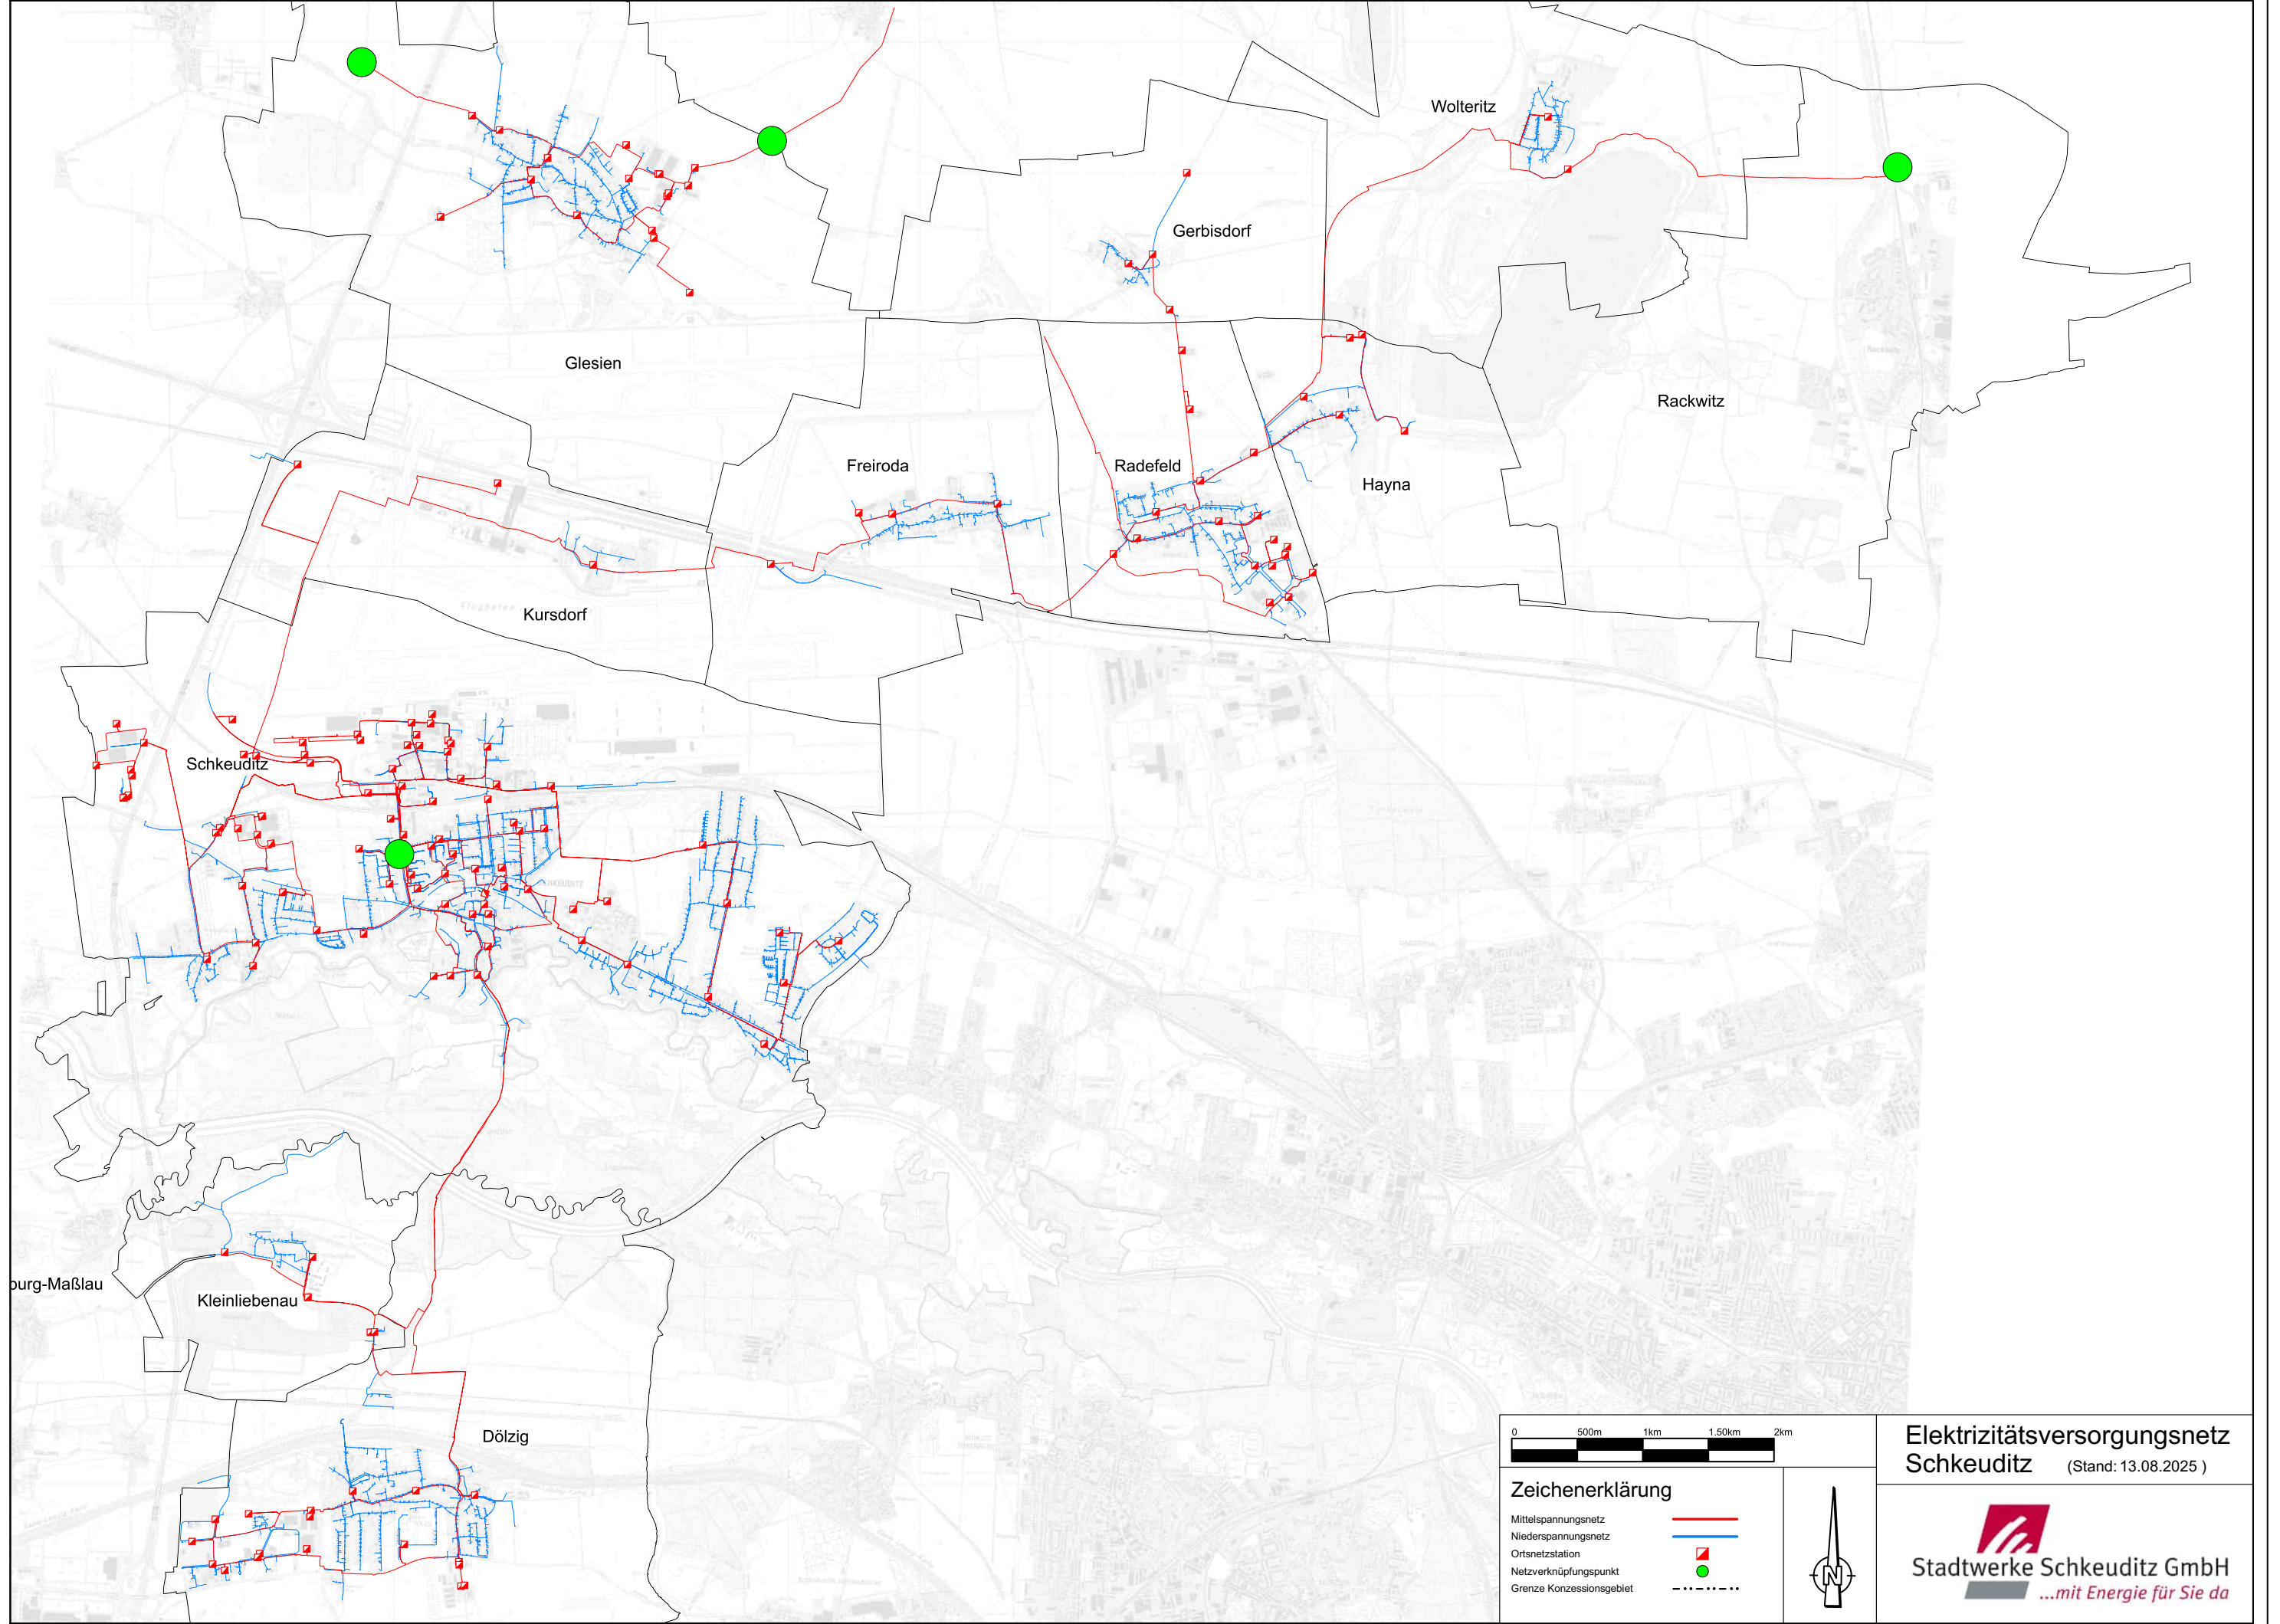 Wolteritz
Gerbisdorf
Glesien
Rackwitz
Freiroda
Radefeld
Hayna
Kursdorf
Schkeuditz
burg-Maßlau
Kleinliebenau
Dölzig
0 500m 1km 1.50km 2km
Zeichenerklärung
Mittelspannungsnetz
Niederspannungsnetz
Ortsnetzstation
Netzverknüpfungspunkt
Grenze Konzessionsgebiet
N
Elektrizitätsversorgungsnetz
Schkeuditz (Stand: 13.08.2025 )
Stadtwerke Schkeuditz GmbH
...mit Energie für Sie da